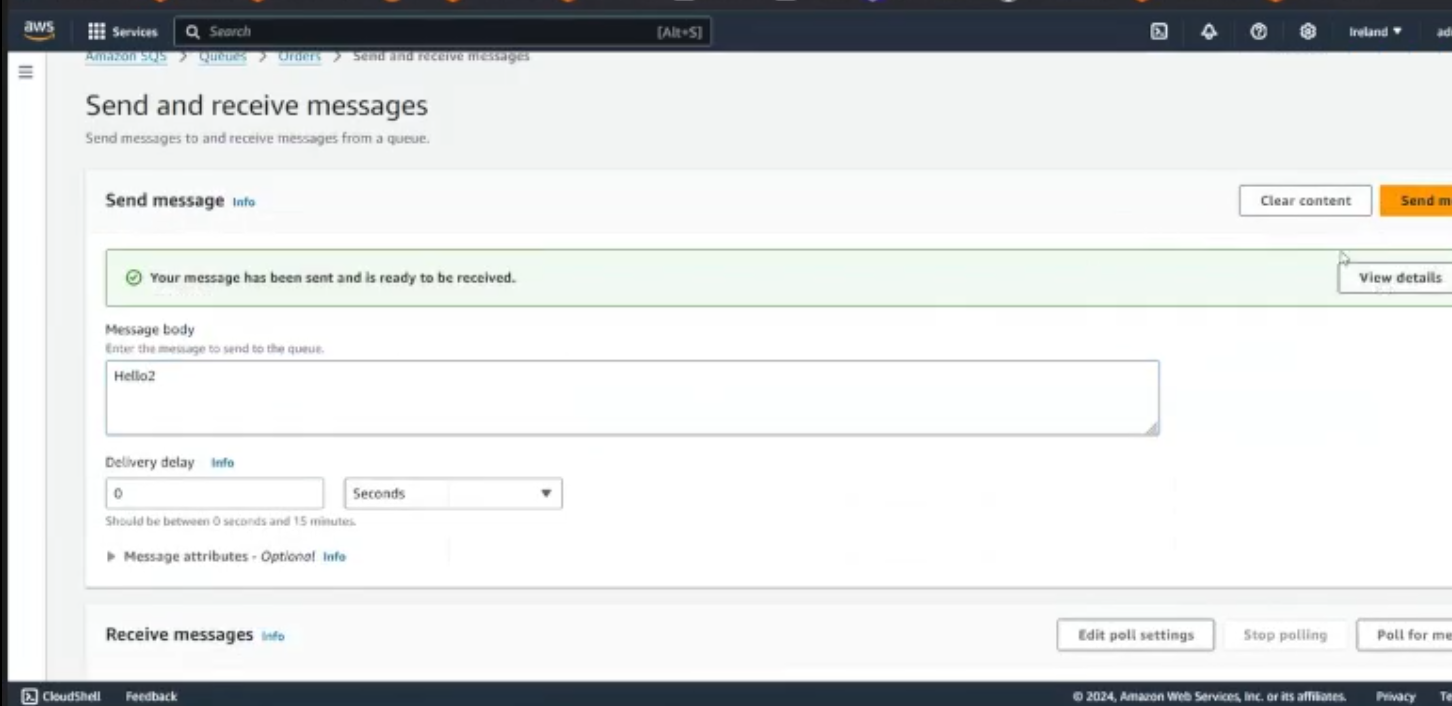 aws Services Search [Alt+S] Ireland
Amazon SQS > Queues > Orders > Send and receive messages
Send and receive messages
Send messages to and receive messages from a queue.
Send message Info Clear content Send
Your message has been sent and is ready to be received. View details
Message body
Enter the message to send to the queue.
Hello2
Delivery delay Info
0 Seconds
Should be between 0 seconds and 15 minutes.
Message attributes - Optional Info
Receive messages Info Edit poll settings Stop polling Poll for
CloudShell Feedback © 2024, Amazon Web Services, Inc. or its affiliates. Privacy